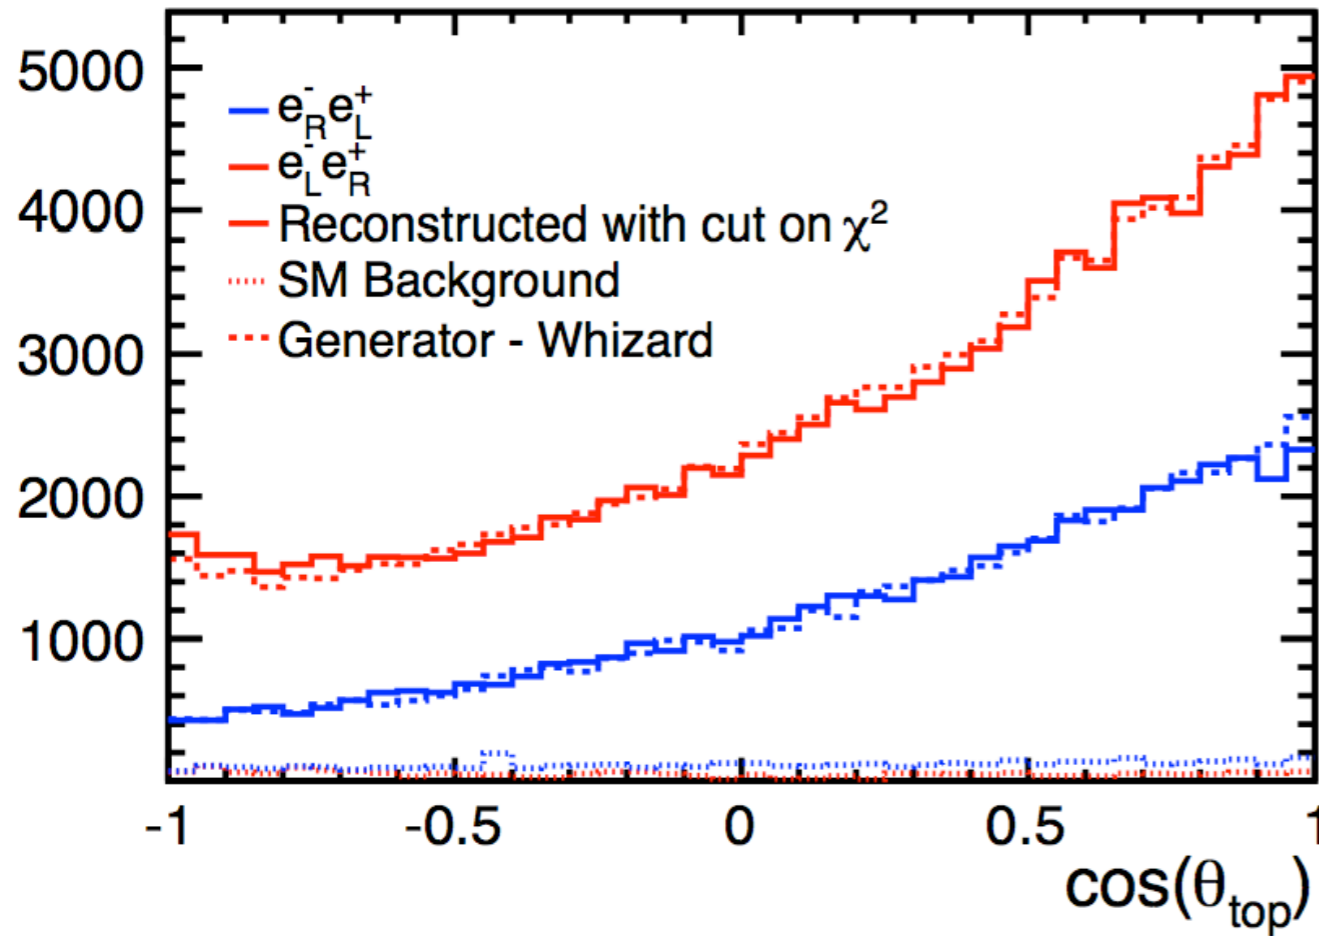 5000
4000
3000
2000
1000
e⁻_R e⁺_L
e⁻_L e⁺_R
Reconstructed with cut on χ²
SM Background
Generator - Whizard
-1 -0.5 0 0.5 1
cos(θ_top)